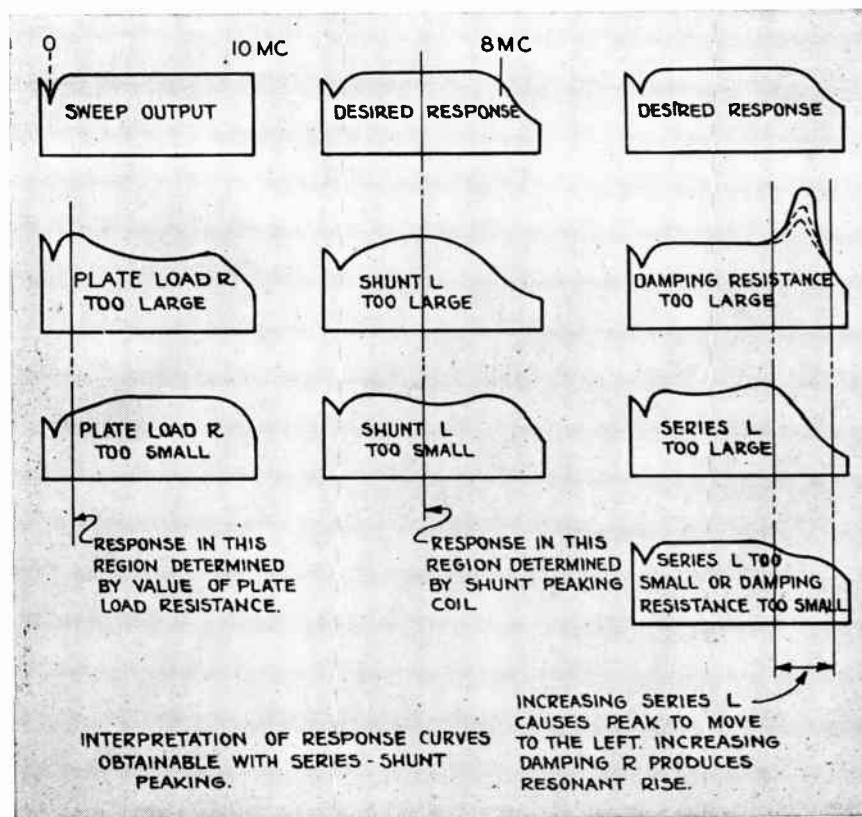 0
10 MC
8 MC
SWEEP OUTPUT
DESIRED RESPONSE
DESIRED RESPONSE
PLATE LOAD R
TOO LARGE
SHUNT L
TOO LARGE
DAMPING RESISTANCE
TOO LARGE
PLATE LOAD R
TOO SMALL
SHUNT L
TOO SMALL
SERIES L
TOO LARGE
RESPONSE IN THIS
REGION DETERMINED
BY VALUE OF PLATE
LOAD RESISTANCE.
RESPONSE IN THIS
REGION DETERMINED
BY SHUNT PEAKING
COIL
SERIES L TOO
SMALL OR DAMPING
RESISTANCE TOO SMALL
INTERPRETATION OF RESPONSE CURVES
OBTAINABLE WITH SERIES-SHUNT
PEAKING.
INCREASING SERIES L
CAUSES PEAK TO MOVE
TO THE LEFT. INCREASING
DAMPING R PRODUCES
RESONANT RISE.